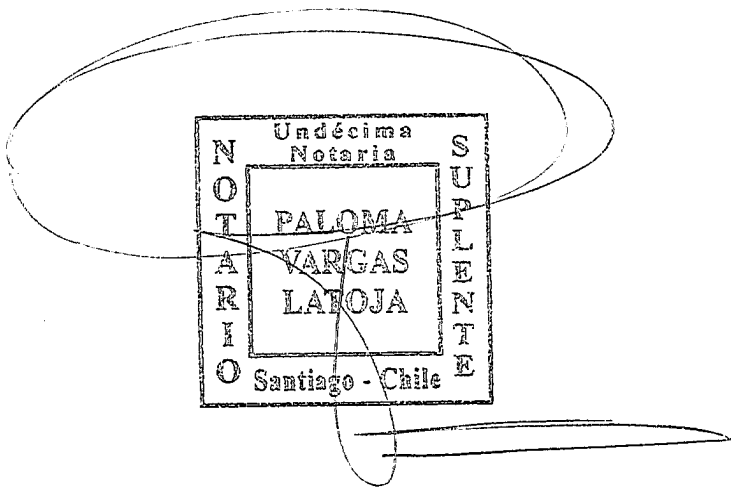 Undécima
Notaria
NOTARIO
PALOMA
VARGAS
LATOJA
SUPLENTE
Santiago - Chile